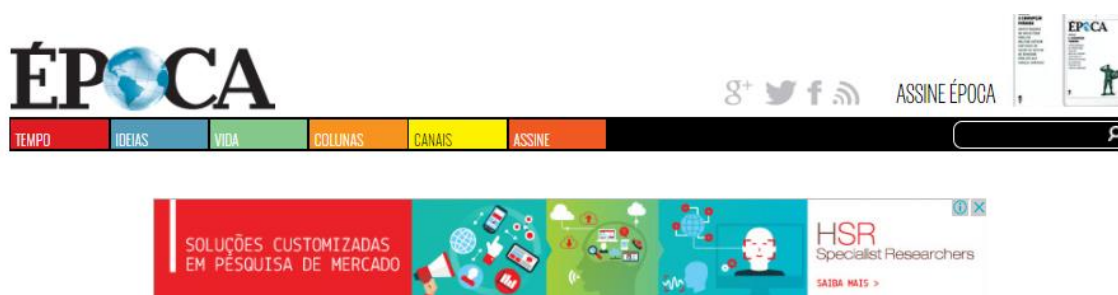 ÉPOCA
g+
f
ASSINE ÉPOCA
ÉPOCA
TEMPO
IDEIAS
VIDA
COLUNAS
CANAIS
ASSINE
SOLUÇÕES CUSTOMIZADAS
EM PESQUISA DE MERCADO
HSR
Specialist Researchers
SAIBA MAIS >